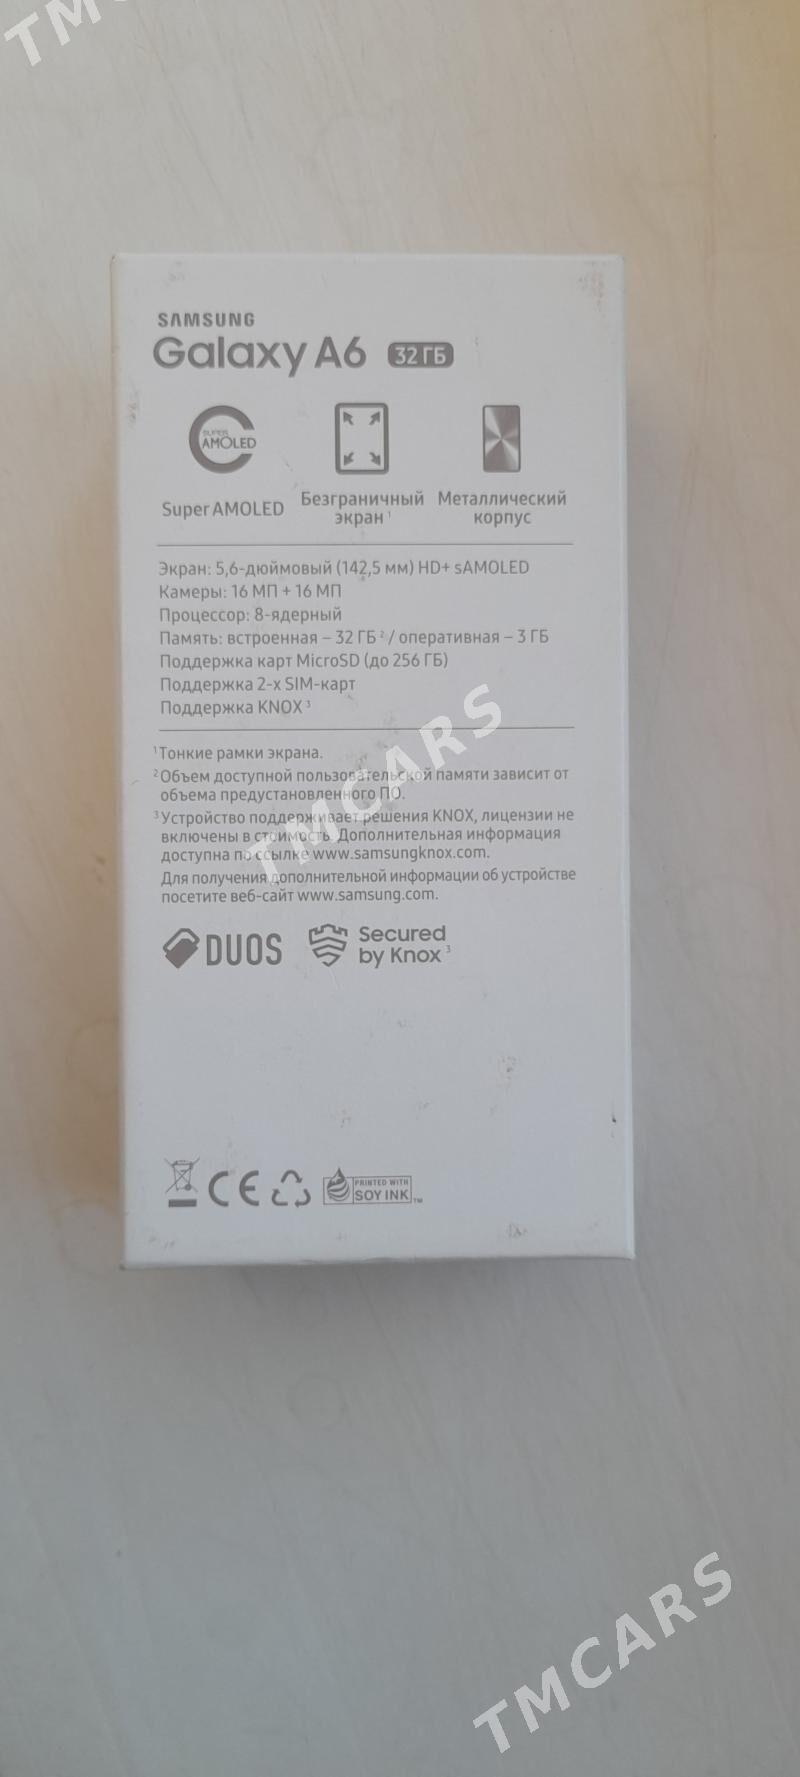 TMCARS
SAMSUNG
Galaxy A6 32 ГБ
SUPER
AMOLED
Super AMOLED
Безграничный
экран ¹
Металлический
корпус
Экран: 5,6-дюймовый (142,5 мм) HD+ sAMOLED
Камеры: 16 МП + 16 МП
Процессор: 8-ядерный
Память: встроенная – 32 ГБ ² / оперативная – 3 ГБ
Поддержка карт MicroSD (до 256 ГБ)
Поддержка 2-х SIM-карт
Поддержка KNOX ³
¹ Тонкие рамки экрана.
² Объем доступной пользовательской памяти зависит от
объема предустановленного ПО.
³ Устройство поддерживает решения KNOX, лицензии не
включены в стоимость. Дополнительная информация
доступна по ссылке www.samsungknox.com.
Для получения дополнительной информации об устройстве
посетите веб-сайт www.samsung.com.
TMCARS
DUOS
Secured
by Knox ³
CE
PRINTED WITH
SOY INK™
TMCARS